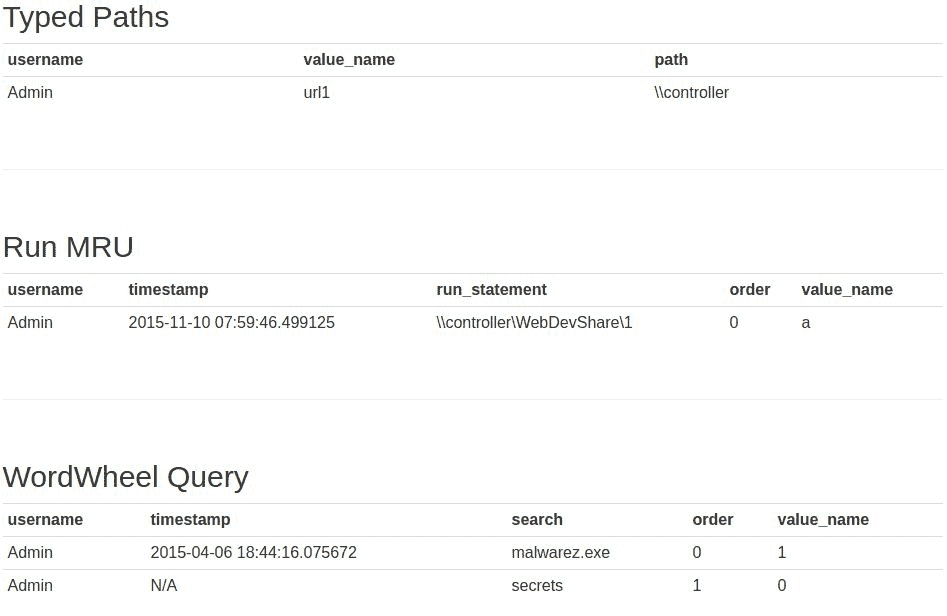 Typed Paths
username value_name path
Admin url1 \\controller
Run MRU
username timestamp run_statement order value_name
Admin 2015-11-10 07:59:46.499125 \\controller\WebDevShare\1 0 a
WordWheel Query
username timestamp search order value_name
Admin 2015-04-06 18:44:16.075672 malwarez.exe 0 1
Admin N/A secrets 1 0